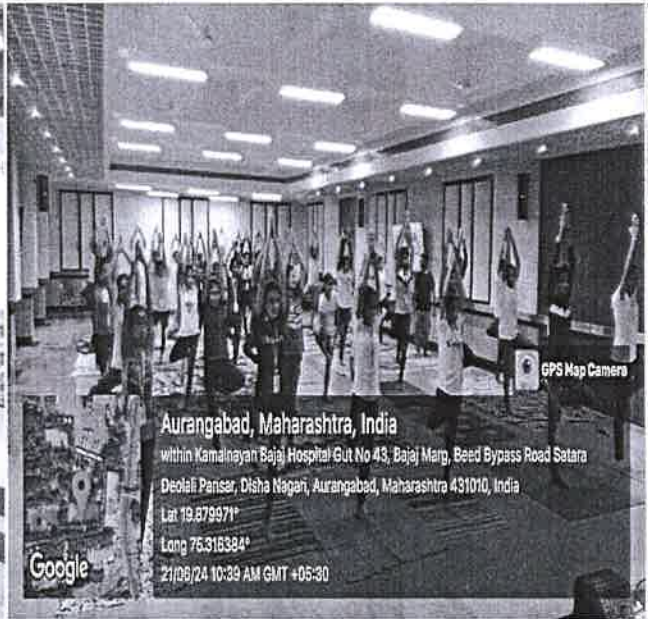 GPS Map Camera
Aurangabad, Maharashtra, India
within Kamalnayan Bajaj Hospital Gut No 43, Bajaj Marg, Beed Bypass Road Satara
Deolali Parisar, Disha Nagari, Aurangabad, Maharashtra 431010, India
Lat 19.879971°
Long 75.316384°
21/06/24 10:39 AM GMT +05:30
Google